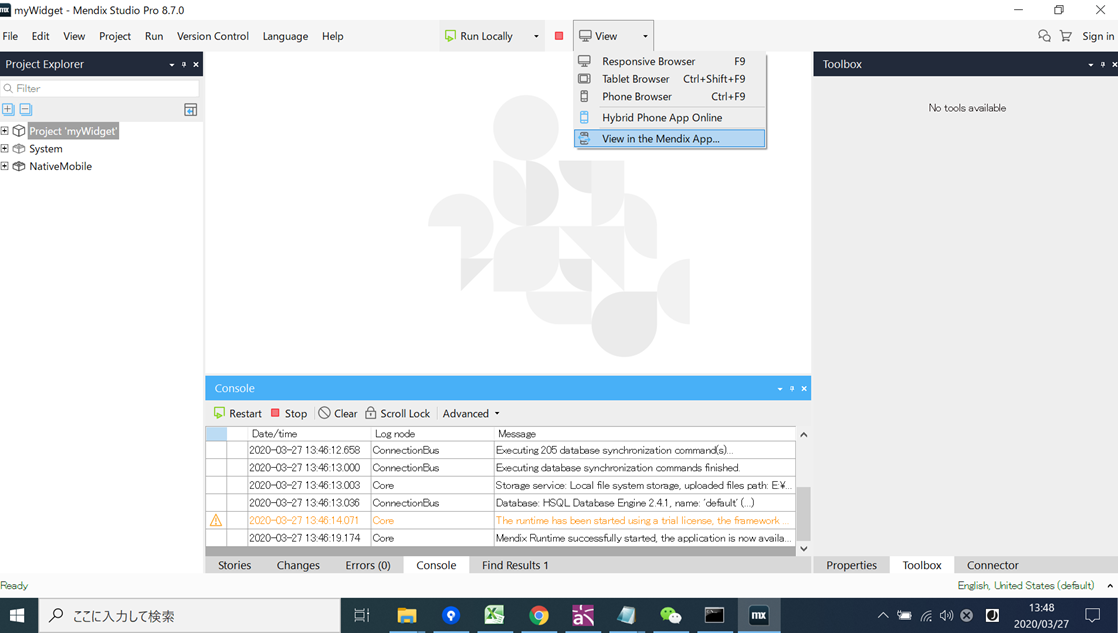 mx myWidget - Mendix Studio Pro 8.7.0
File Edit View Project Run Version Control Language Help Run Locally View Sign in
Project Explorer
Filter
Project 'myWidget'
System
NativeMobile
Responsive Browser F9
Tablet Browser Ctrl+Shift+F9
Phone Browser Ctrl+F9
Hybrid Phone App Online
View in the Mendix App...
Toolbox
No tools available
Console
Restart Stop Clear Scroll Lock Advanced
Date/time Log node Message
2020-03-27 13:46:12.658 ConnectionBus Executing 205 database synchronization command(s)...
2020-03-27 13:46:13.000 ConnectionBus Executing database synchronization commands finished.
2020-03-27 13:46:13.003 Core Storage service: Local file system storage, uploaded files path: E:¥...
2020-03-27 13:46:13.036 ConnectionBus Database: HSQL Database Engine 2.4.1, name: 'default' (...)
2020-03-27 13:46:14.071 Core The runtime has been started using a trial license, the framework ...
2020-03-27 13:46:19.174 Core Mendix Runtime successfully started, the application is now availa...
Stories Changes Errors (0) Console Find Results 1
Properties Toolbox Connector
Ready
English, United States (default)
ここに入力して検索
mx
13:48
2020/03/27